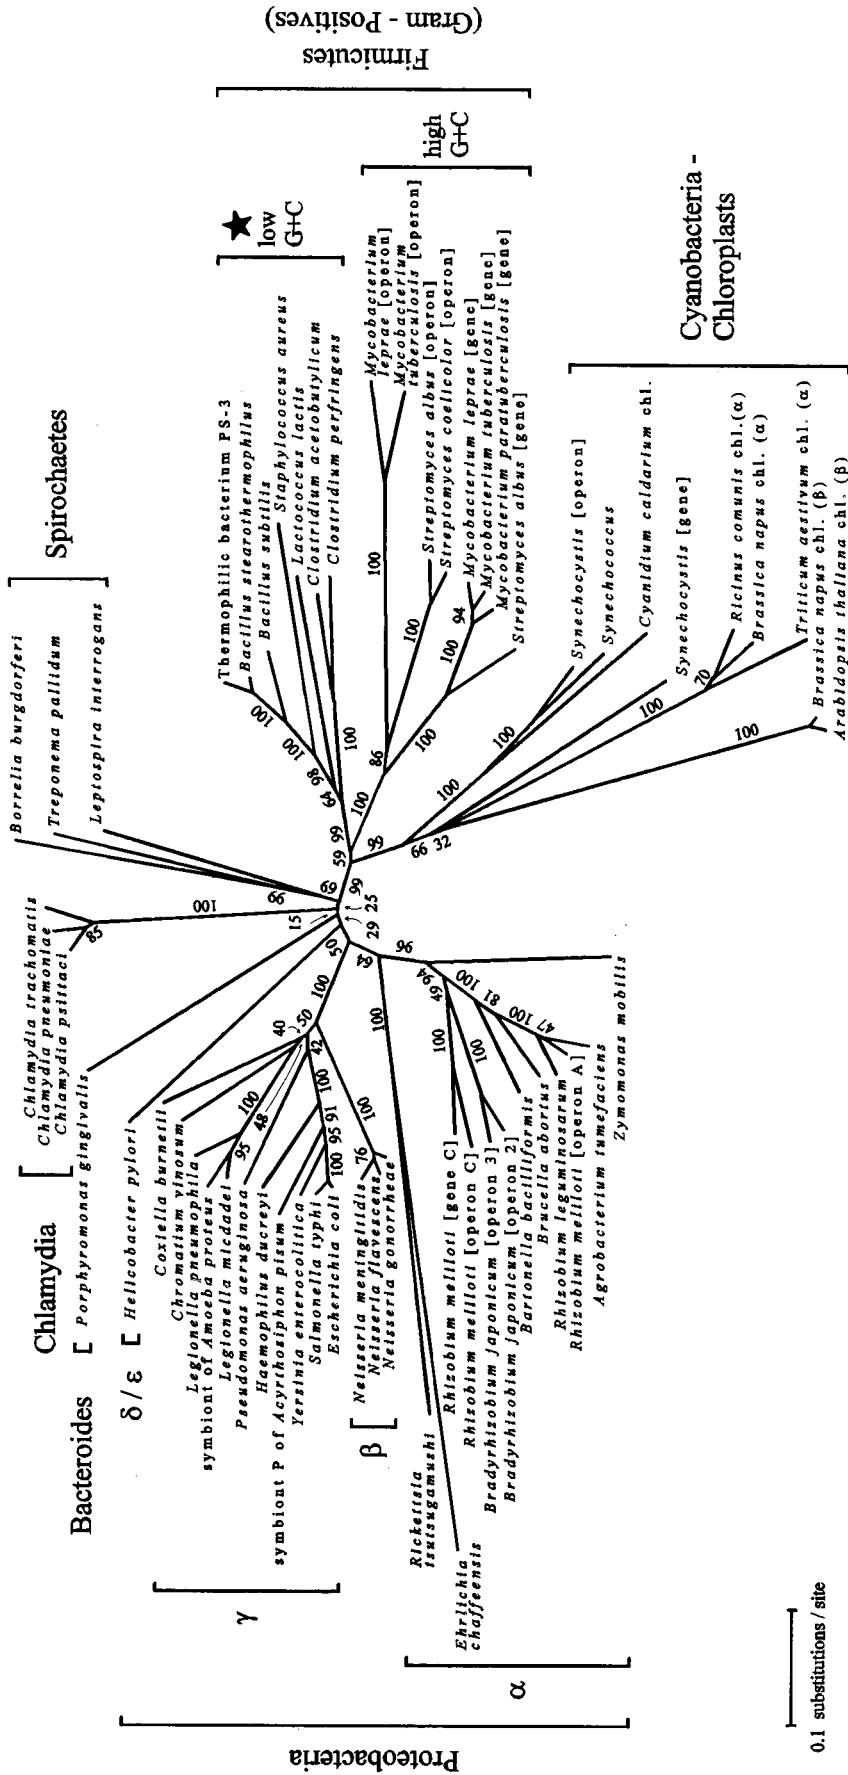 Spirochaetes
Borrelia burgdorferi
Treponema pallidum
Leptospira interrogans
Chlamydia
Chlamydia trachomatis
Chlamydia pneumoniae
Chlamydia psittaci
Bacteroides
Porphyromonas gingivalis
Proteobacteria
δ/ε
Helicobacter pylori
γ
Coxiella burnetii
Chromatium vinosum
Legionella pneumophila
symbiont of Amoeba proteus
Legionella micdadei
Pseudomonas aeruginosa
Haemophilus ducreyi
symbiont P of Acyrthosiphon pisum
Yersinia enterocolitica
Salmonella typhi
Escherichia coli
β
Neisseria meningitidis
Neisseria flavescens
Neisseria gonorrheae
α
Rickettsia
tsutsugamushi
Ehrlichia
chaffeensis
Rhizobium meliloti [gene C]
Rhizobium meliloti [operon C]
Bradyrhizobium japonicum [operon 3]
Bradyrhizobium japonicum [operon 2]
Bartonella bacilliformis
Brucella abortus
Rhizobium leguminosarum
Rhizobium meliloti [operon A]
Agrobacterium tumefaciens
Zymomonas mobilis
Firmicutes
(Gram - Positives)
★
low
G+C
Thermophilic bacterium PS-3
Bacillus stearothermophilus
Bacillus subtilis
Staphylococcus aureus
Lactococcus lactis
Clostridium acetobutylicum
Clostridium perfringens
high
G+C
Mycobacterium
leprae [operon]
Mycobacterium
tuberculosis [operon]
Streptomyces albus [operon]
Streptomyces coelicolor [operon]
Mycobacterium leprae [gene]
Mycobacterium tuberculosis [gene]
Mycobacterium paratuberculosis [gene]
Streptomyces albus [gene]
Cyanobacteria -
Chloroplasts
Synechocystis [operon]
Synechococcus
Cyanidium caldarium chl.
Synechocystis [gene]
Ricinus comunis chl.(α)
Brassica napus chl. (α)
Triticum aestivum chl. (α)
Brassica napus chl. (β)
Arabidopsis thaliana chl. (β)
99
69
100
85
15
25
29
99
50
100
40
50
42
100
95
48
100
91
95
100
100
76
64
100
96
94
49
100
100
100
81
100
47
59
99
64
98
100
100
100
100
86
100
100
100
100
94
99
66
32
100
100
100
70
100
0.1 substitutions / site